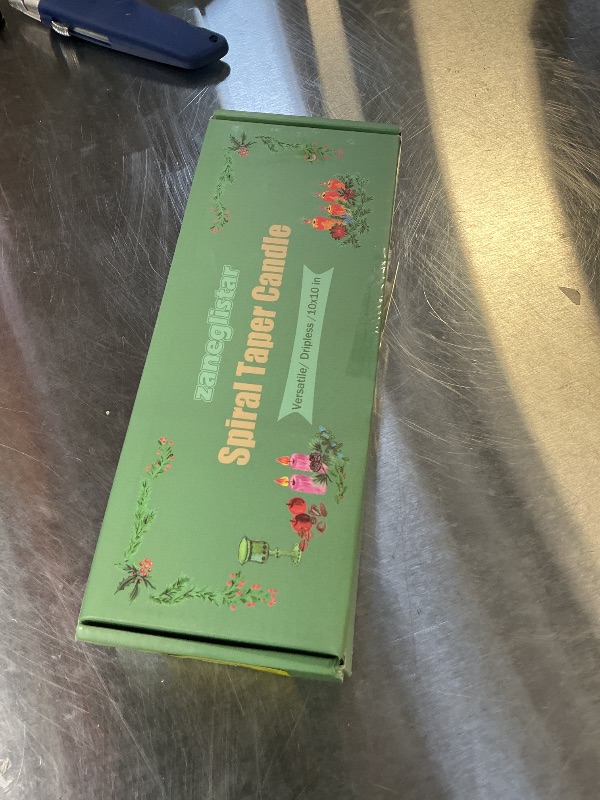 zaneglistar
Spiral Taper Candle
Versatile/ Dripless /10x10 in